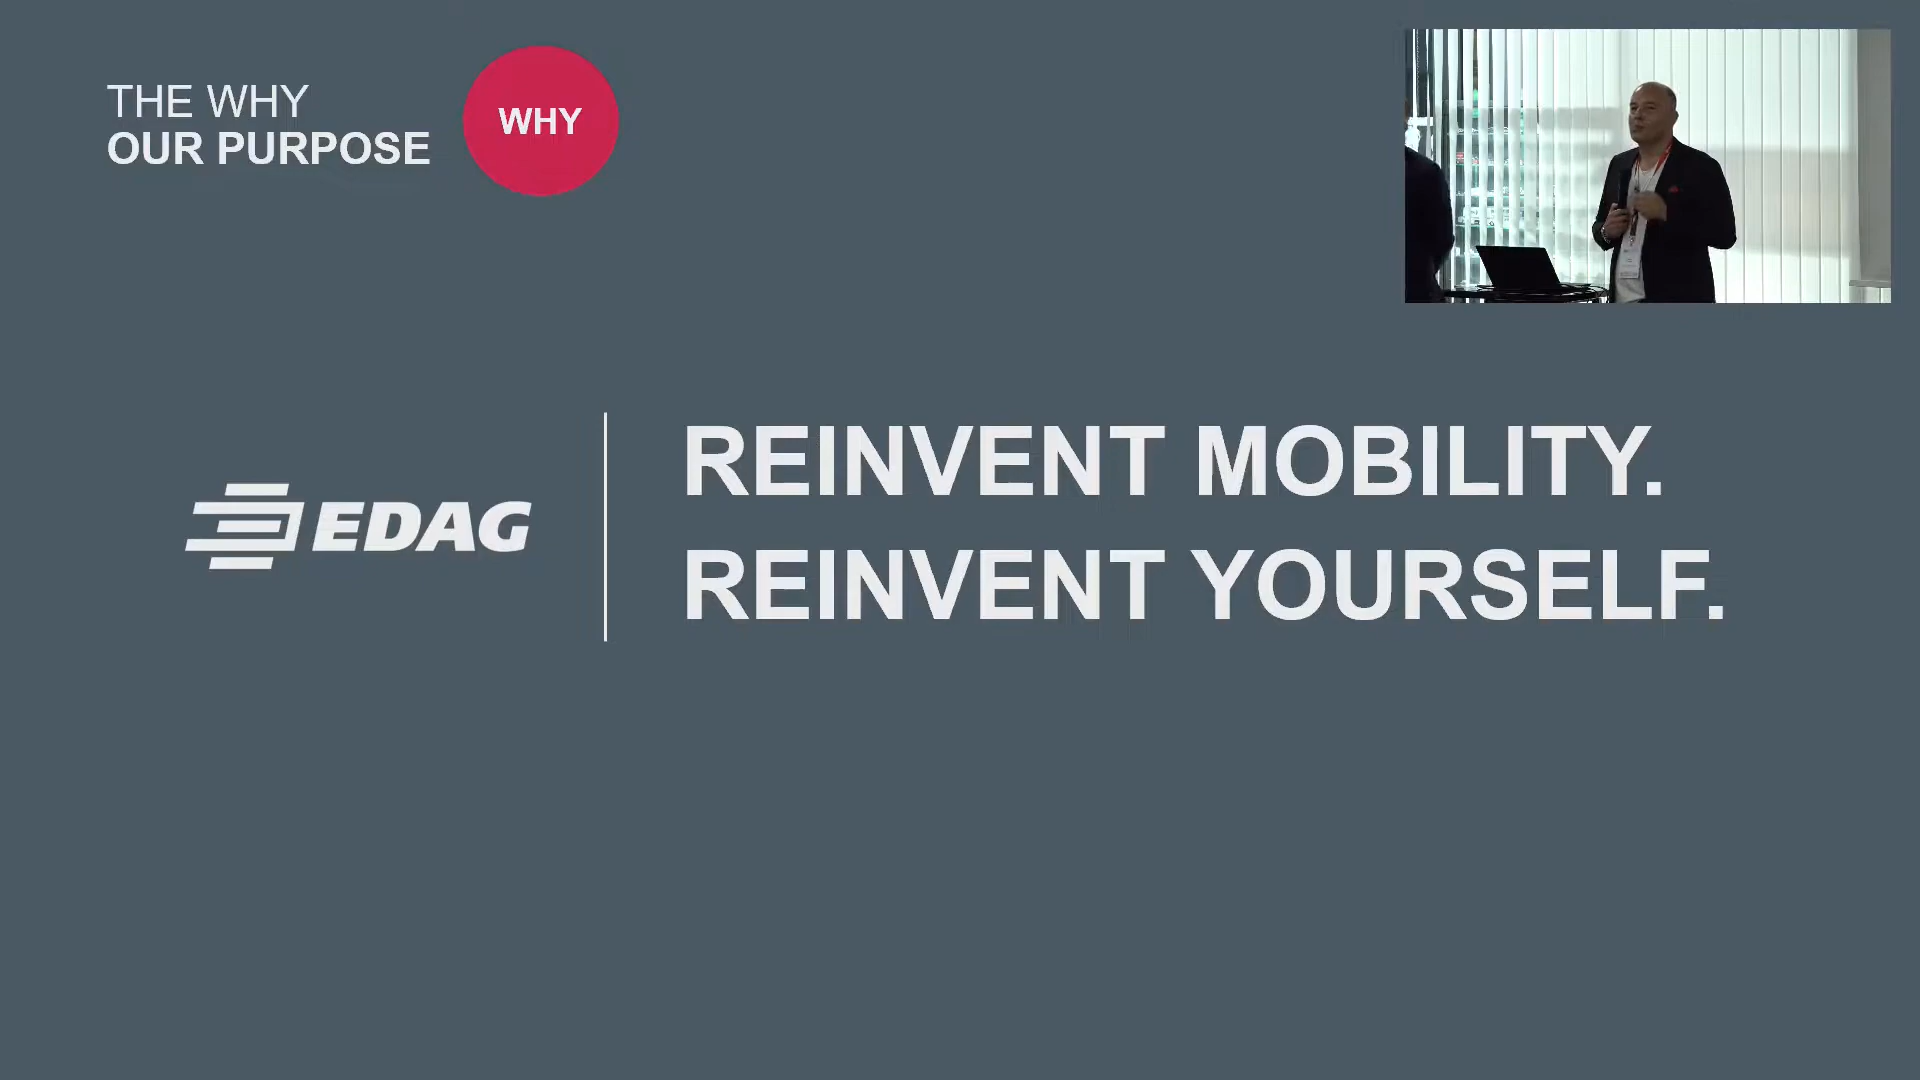 THE WHY
OUR PURPOSE
WHY
EDAG
REINVENT MOBILITY.
REINVENT YOURSELF.